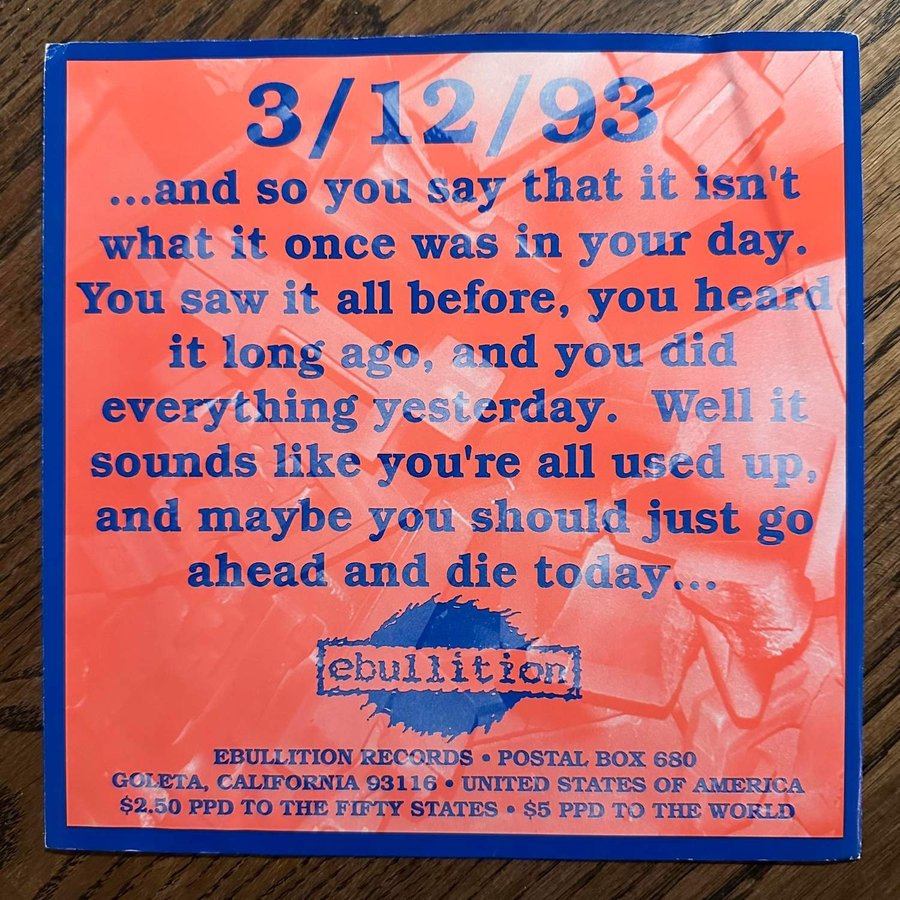 3/12/93
...and so you say that it isn't
what it once was in your day.
You saw it all before, you heard
it long ago, and you did
everything yesterday.  Well it
sounds like you're all used up,
and maybe you should just go
ahead and die today...
ebullition
EBULLITION RECORDS • POSTAL BOX 680
GOLETA, CALIFORNIA 93116 • UNITED STATES OF AMERICA
$2.50 PPD TO THE FIFTY STATES • $5 PPD TO THE WORLD